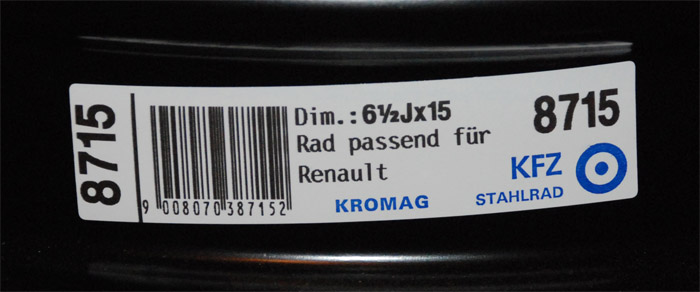 8715
9 008070 387152
Dim.: 6½Jx15
Rad passend für
Renault
KROMAG
8715
KFZ
STAHLRAD